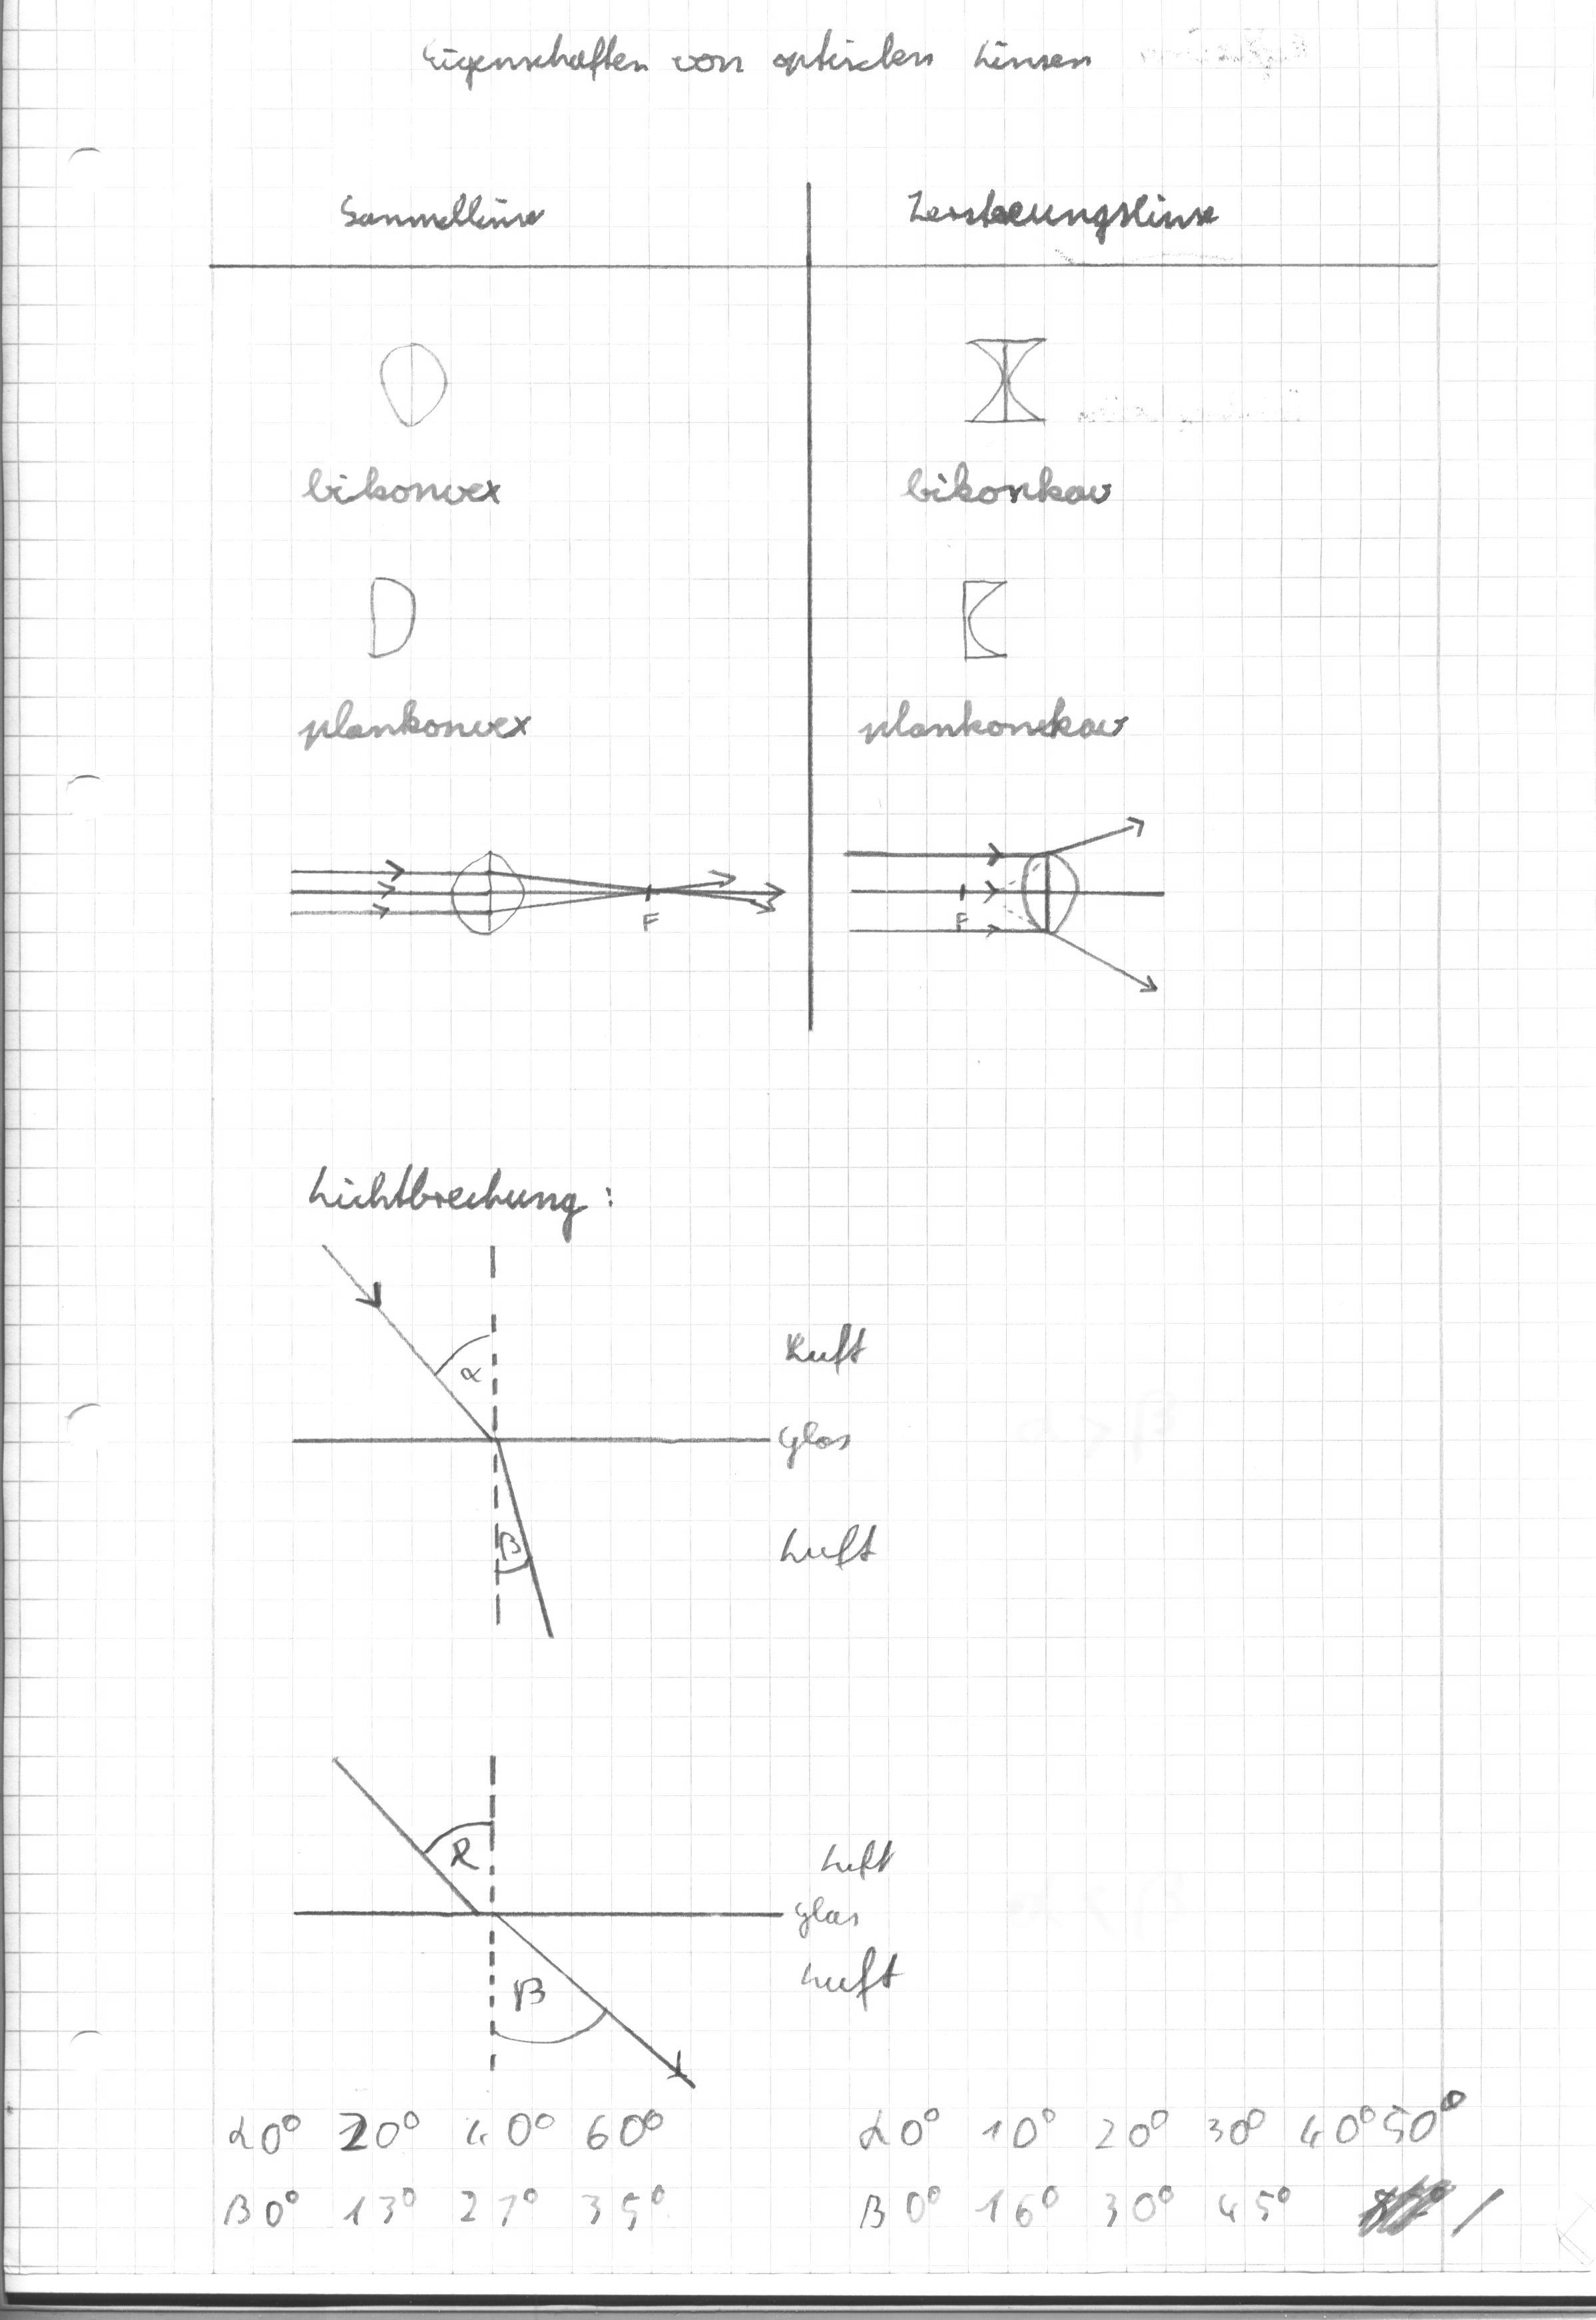 Eigenschaften von optischen Linsen
Sammellinse
Zerstreuungslinse
bikonvex
bikonkav
plankonvex
plankonkav
F
F
Lichtbrechung:
α
Luft
Glas
β
Luft
α
Luft
Glas
β
Luft
α 0° 20° 40° 60°
β 0° 13° 27° 35°
α 0° 10° 20° 30° 40° 50°
β 0° 16° 30° 45° /